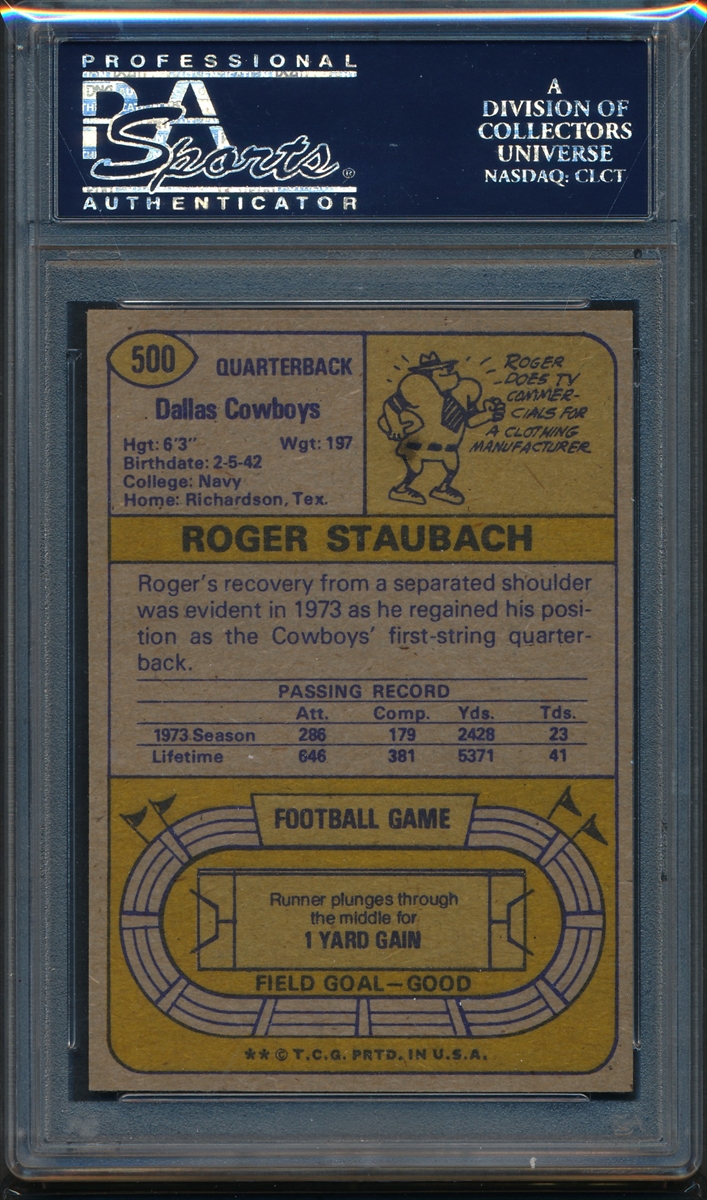 PROFESSIONAL
PSA
Sports®
AUTHENTICATOR
A
DIVISION OF
COLLECTORS
UNIVERSE
NASDAQ: CLCT
500
QUARTERBACK
Dallas Cowboys
Hgt: 6'3" Wgt: 197
Birthdate: 2-5-42
College: Navy
Home: Richardson, Tex.
ROGER
DOES TV
COMMER-
CIALS FOR
A CLOTHING
MANUFACTURER
ROGER STAUBACH
Roger's recovery from a separated shoulder
was evident in 1973 as he regained his posi-
tion as the Cowboys' first-string quarter-
back.
PASSING RECORD
Att. Comp. Yds. Tds.
1973 Season 286 179 2428 23
Lifetime 646 381 5371 41
FOOTBALL GAME
Runner plunges through
the middle for
1 YARD GAIN
FIELD GOAL—GOOD
** © T.C.G. PRTD. IN U.S.A.